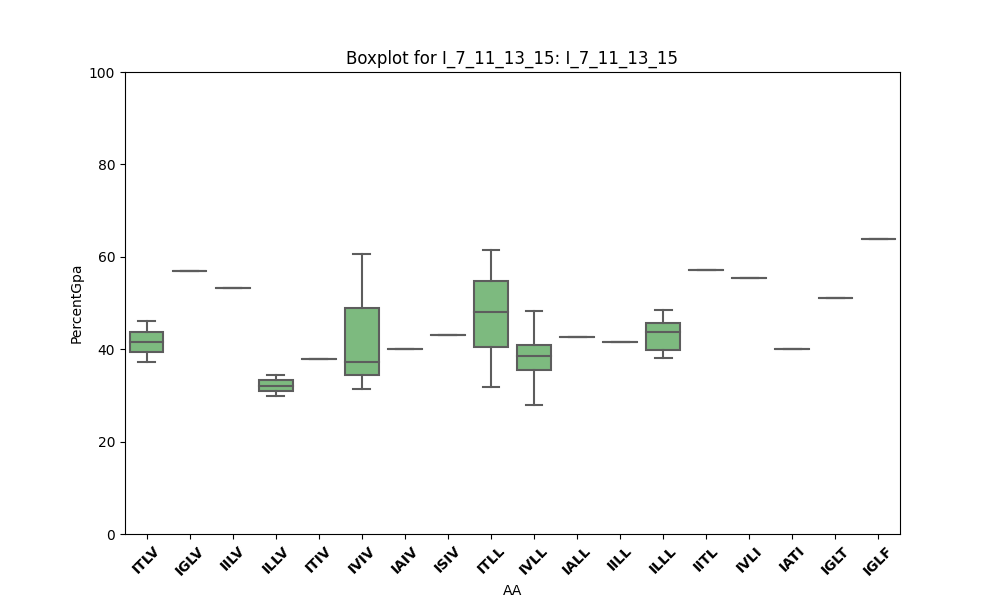 Boxplot for I_7_11_13_15: I_7_11_13_15
PercentGpa
100
80
60
40
20
0
ITLV IGLV IILV ILLV ITIV IVIV IAIV ISIV ITLL IVLL IALL IILL ILLL IITL IVLI IATI IGLT IGLF
AA